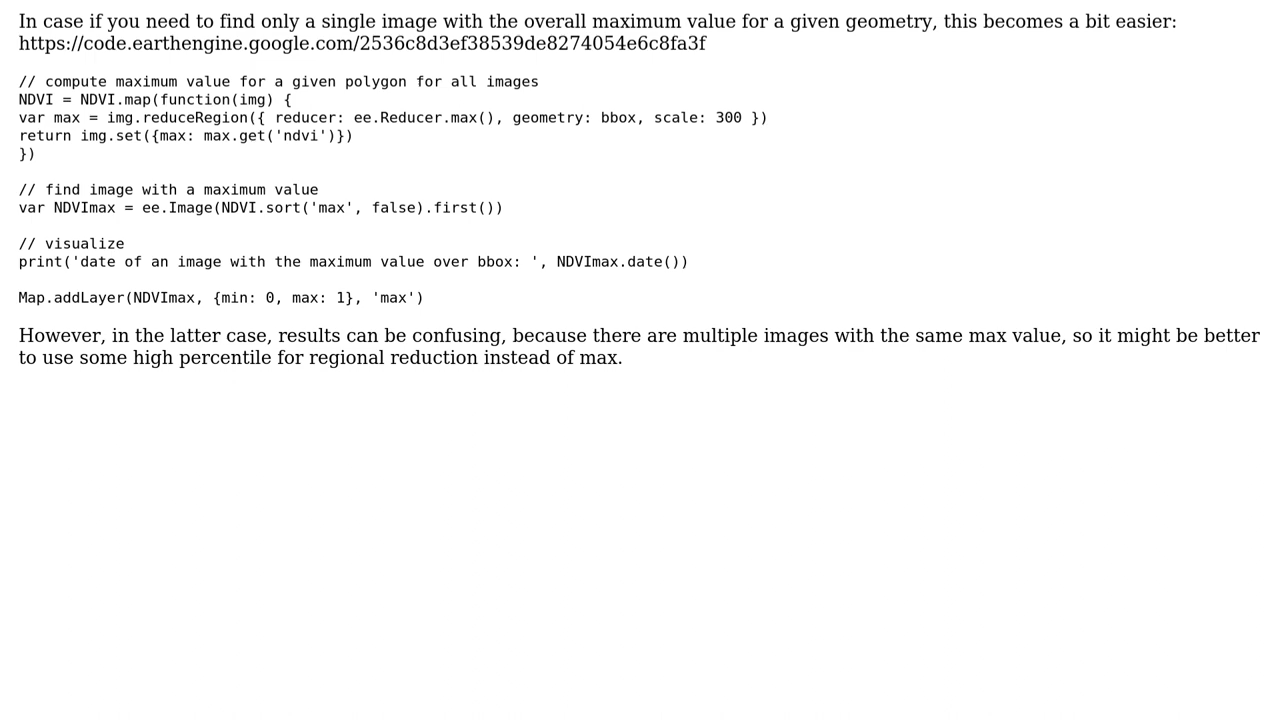 In case if you need to find only a single image with the overall maximum value for a given geometry, this becomes a bit easier:
https://code.earthengine.google.com/2536c8d3ef38539de8274054e6c8fa3f
// compute maximum value for a given polygon for all images
NDVI = NDVI.map(function(img) {
var max = img.reduceRegion({ reducer: ee.Reducer.max(), geometry: bbox, scale: 300 })
return img.set({max: max.get('ndvi')})
})
// find image with a maximum value
var NDVImax = ee.Image(NDVI.sort('max', false).first())
// visualize
print('date of an image with the maximum value over bbox: ', NDVImax.date())
Map.addLayer(NDVImax, {min: 0, max: 1}, 'max')
However, in the latter case, results can be confusing, because there are multiple images with the same max value, so it might be better
to use some high percentile for regional reduction instead of max.